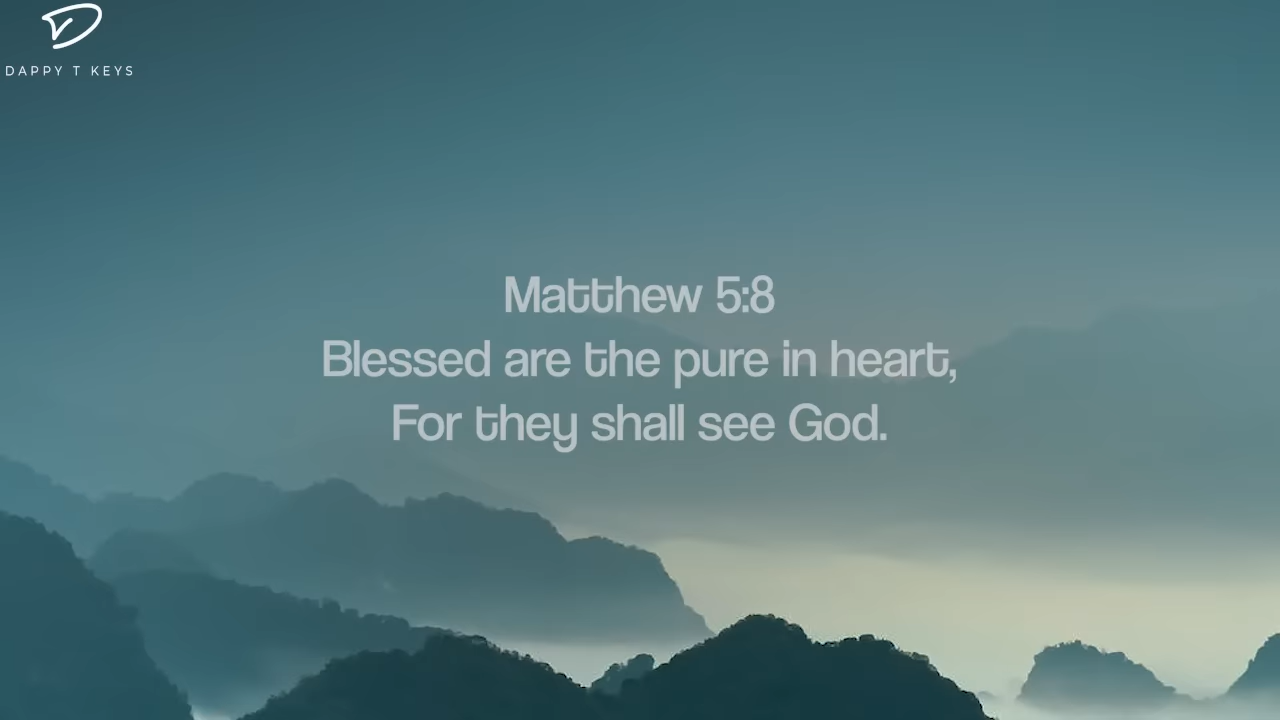 DAPPY T KEYS
Matthew 5:8
Blessed are the pure in heart,
For they shall see God.